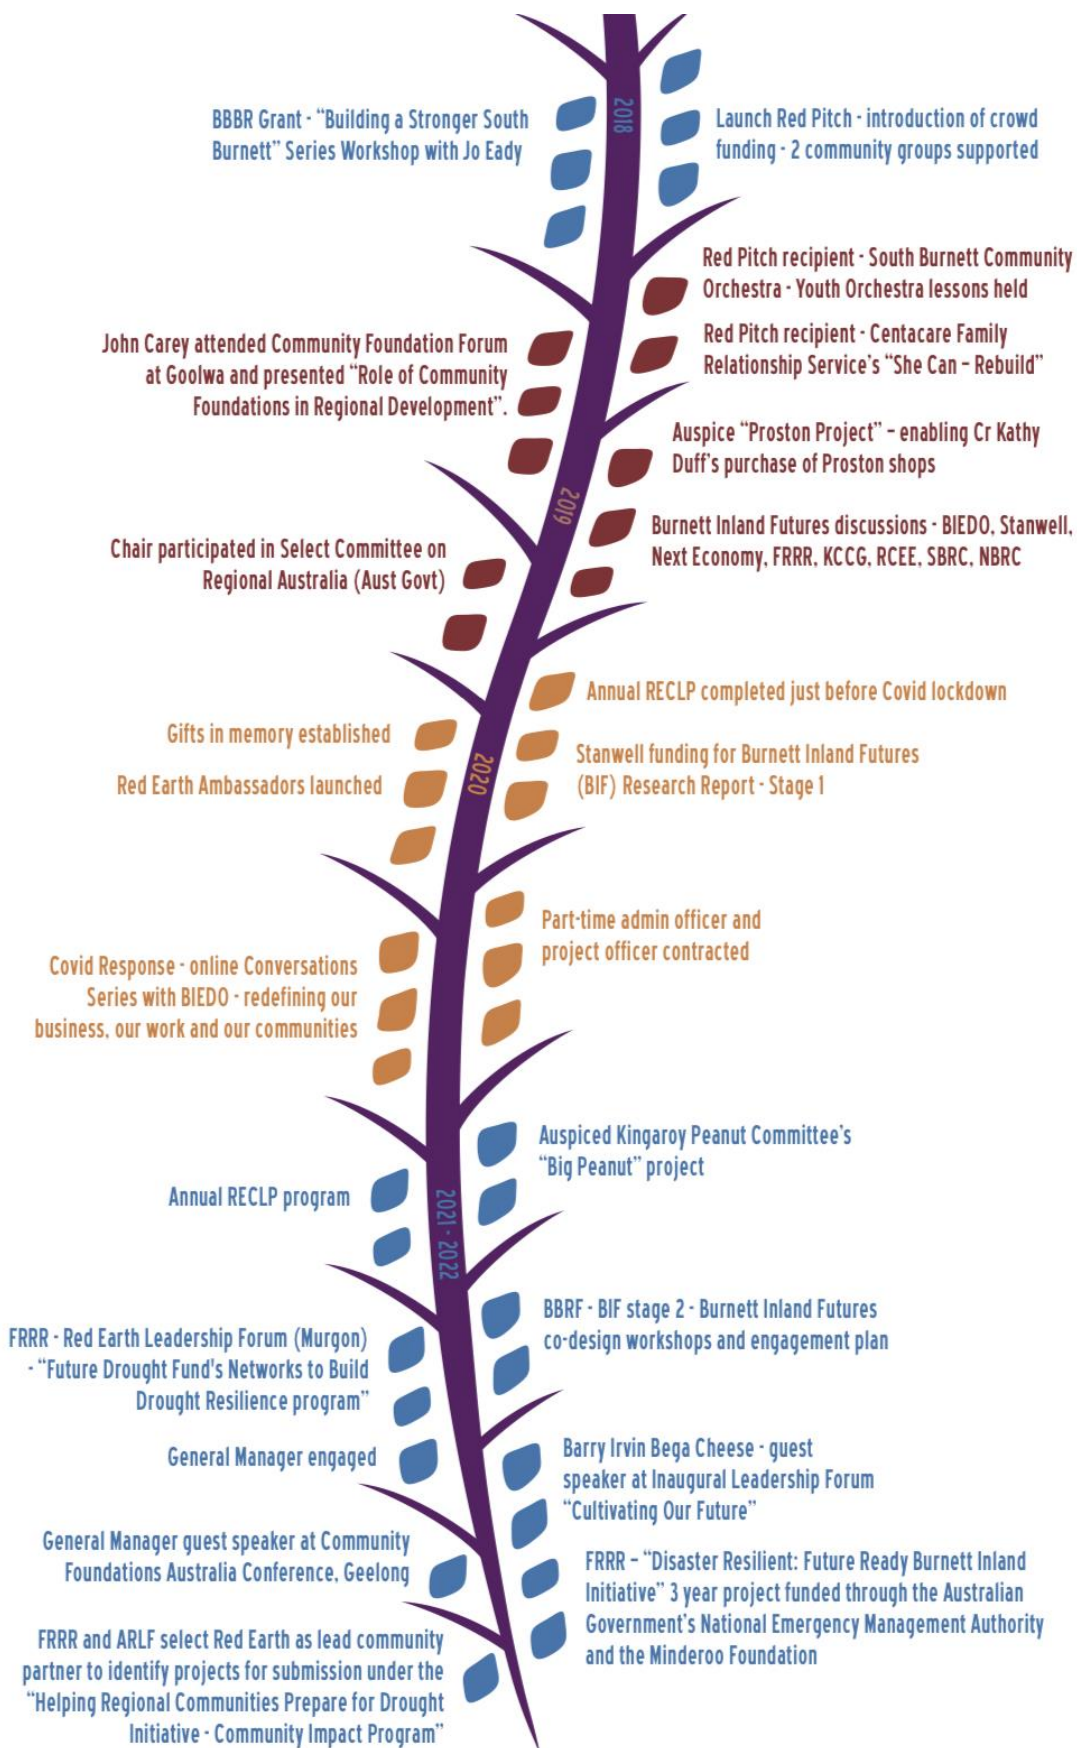 2018
BBBR Grant - “Building a Stronger South
Burnett” Series Workshop with Jo Eady
Launch Red Pitch - introduction of crowd
funding - 2 community groups supported
Red Pitch recipient - South Burnett Community
Orchestra - Youth Orchestra lessons held
John Carey attended Community Foundation Forum
at Goolwa and presented “Role of Community
Foundations in Regional Development”.
Red Pitch recipient - Centacare Family
Relationship Service’s “She Can – Rebuild”
Auspice “Proston Project” – enabling Cr Kathy
Duff’s purchase of Proston shops
2019
Burnett Inland Futures discussions - BIEDO, Stanwell,
Next Economy, FRRR, KCCG, RCEE, SBRC, NBRC
Chair participated in Select Committee on
Regional Australia (Aust Govt)
Annual RECLP completed just before Covid lockdown
Gifts in memory established
Red Earth Ambassadors launched
2020
Stanwell funding for Burnett Inland Futures
(BIF) Research Report - Stage 1
Part-time admin officer and
project officer contracted
Covid Response - online Conversations
Series with BIEDO - redefining our
business, our work and our communities
Auspiced Kingaroy Peanut Committee’s
“Big Peanut” project
Annual RECLP program
2021 - 2022
BBRF - BIF stage 2 - Burnett Inland Futures
co-design workshops and engagement plan
FRRR - Red Earth Leadership Forum (Murgon)
- “Future Drought Fund's Networks to Build
Drought Resilience program”
General Manager engaged
Barry Irvin Bega Cheese - guest
speaker at Inaugural Leadership Forum
“Cultivating Our Future”
General Manager guest speaker at Community
Foundations Australia Conference, Geelong
FRRR – “Disaster Resilient: Future Ready Burnett Inland
Initiative” 3 year project funded through the Australian
Government’s National Emergency Management Authority
and the Minderoo Foundation
FRRR and ARLF select Red Earth as lead community
partner to identify projects for submission under the
“Helping Regional Communities Prepare for Drought
Initiative - Community Impact Program”